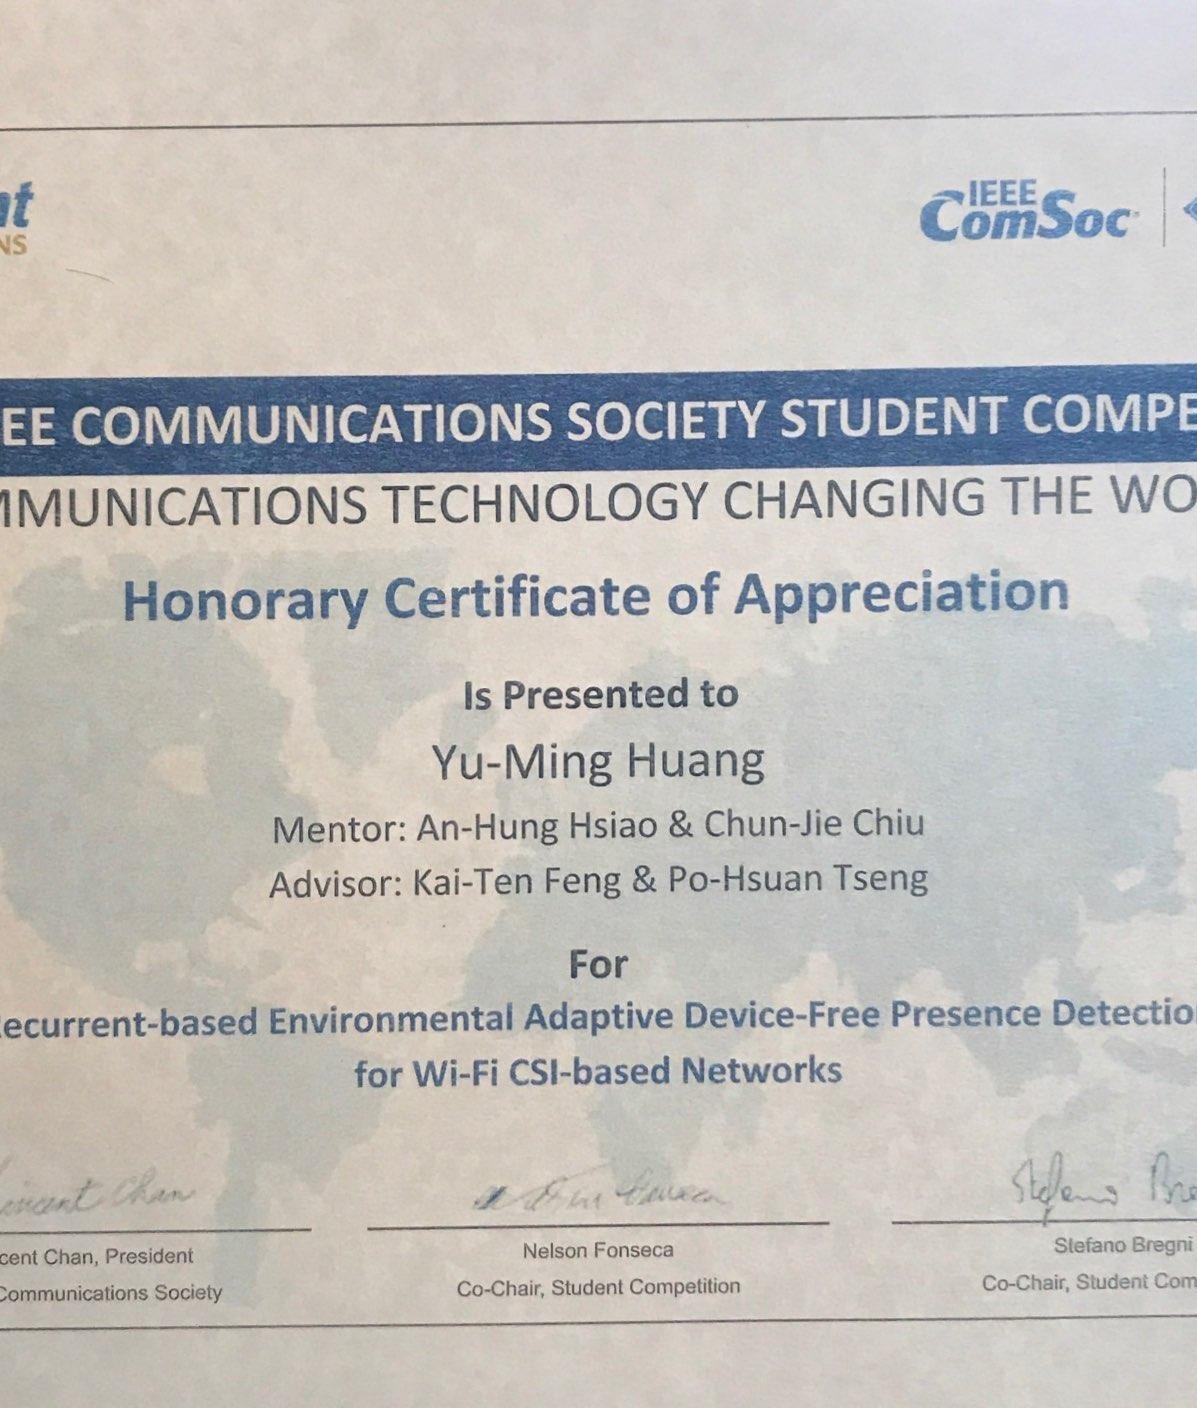 nt
NS
IEEE
ComSoc
EE COMMUNICATIONS SOCIETY STUDENT COMPE
MMUNICATIONS TECHNOLOGY CHANGING THE WO
Honorary Certificate of Appreciation
Is Presented to
Yu-Ming Huang
Mentor: An-Hung Hsiao & Chun-Jie Chiu
Advisor: Kai-Ten Feng & Po-Hsuan Tseng
For
ecurrent-based Environmental Adaptive Device-Free Presence Detectio
for Wi-Fi CSI-based Networks
incent Chan
Stefano Bre
cent Chan, President
Nelson Fonseca
Stefano Bregni
Communications Society
Co-Chair, Student Competition
Co-Chair, Student Com